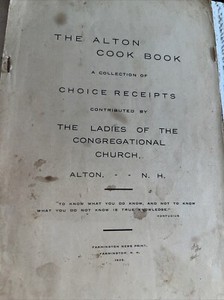 THE ALTON
COOK BOOK
A COLLECTION OF
CHOICE RECEIPTS
CONTRIBUTED BY
THE LADIES OF THE
CONGREGATIONAL
CHURCH.
ALTON, - - N. H.
"TO KNOW WHAT YOU DO KNOW, AND NOT TO KNOW
WHAT YOU DO NOT KNOW IS TRUE KNOWLEDGE."
CONFUCIUS
FARMINGTON NEWS PRINT,
FARMINGTON, N. H.